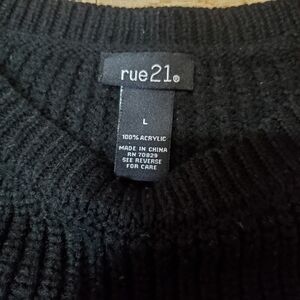 rue21®
L
100% ACRYLIC
MADE IN CHINA
RN 70829
SEE REVERSE
FOR CARE